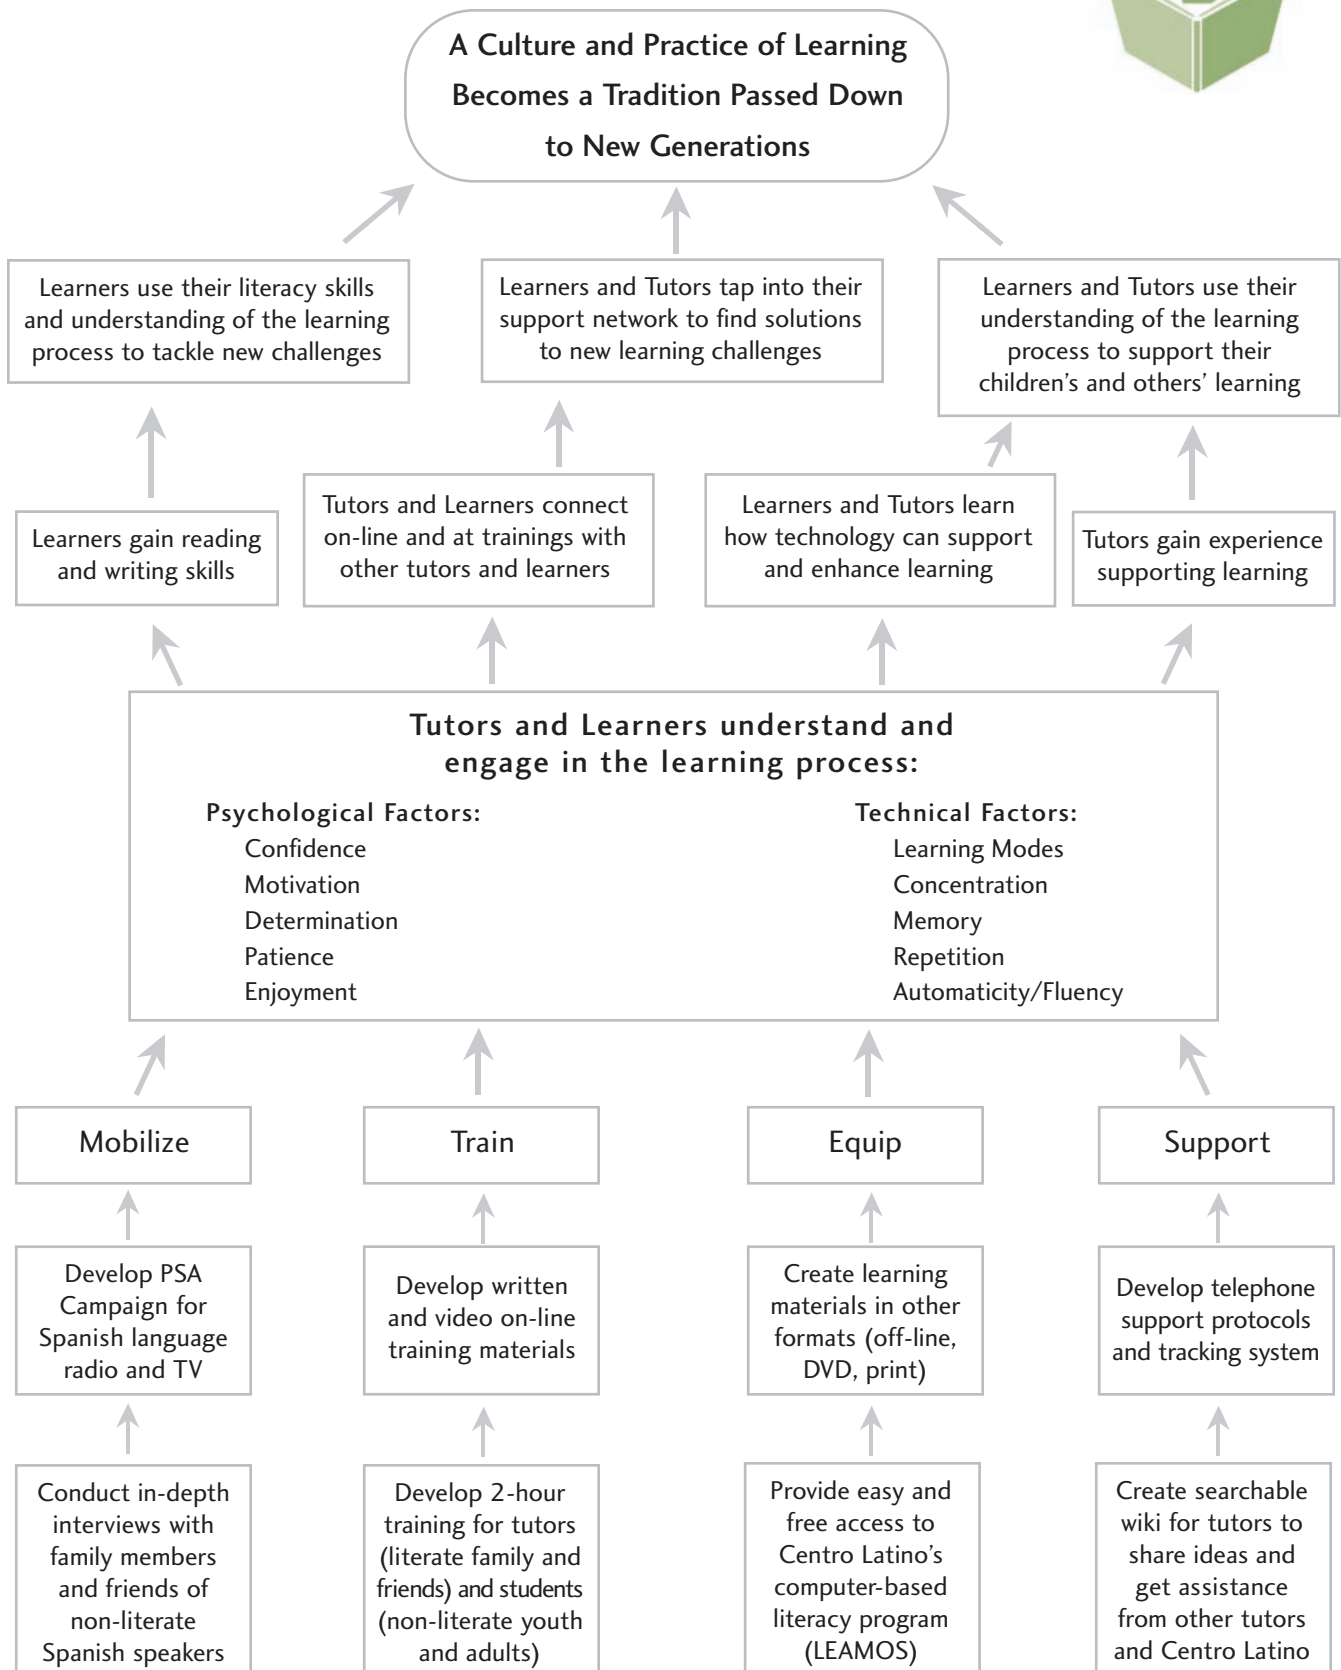 A Culture and Practice of Learning
Becomes a Tradition Passed Down
to New Generations
Learners use their literacy skills
and understanding of the learning
process to tackle new challenges
Learners and Tutors tap into their
support network to find solutions
to new learning challenges
Learners and Tutors use their
understanding of the learning
process to support their
children's and others' learning
Learners gain reading
and writing skills
Tutors and Learners connect
on-line and at trainings with
other tutors and learners
Learners and Tutors learn
how technology can support
and enhance learning
Tutors gain experience
supporting learning
Tutors and Learners understand and
engage in the learning process:
Psychological Factors:
Confidence
Motivation
Determination
Patience
Enjoyment
Technical Factors:
Learning Modes
Concentration
Memory
Repetition
Automaticity/Fluency
Mobilize
Train
Equip
Support
Develop PSA
Campaign for
Spanish language
radio and TV
Develop written
and video on-line
training materials
Create learning
materials in other
formats (off-line,
DVD, print)
Develop telephone
support protocols
and tracking system
Conduct in-depth
interviews with
family members
and friends of
non-literate
Spanish speakers
Develop 2-hour
training for tutors
(literate family and
friends) and students
(non-literate youth
and adults)
Provide easy and
free access to
Centro Latino's
computer-based
literacy program
(LEAMOS)
Create searchable
wiki for tutors to
share ideas and
get assistance
from other tutors
and Centro Latino